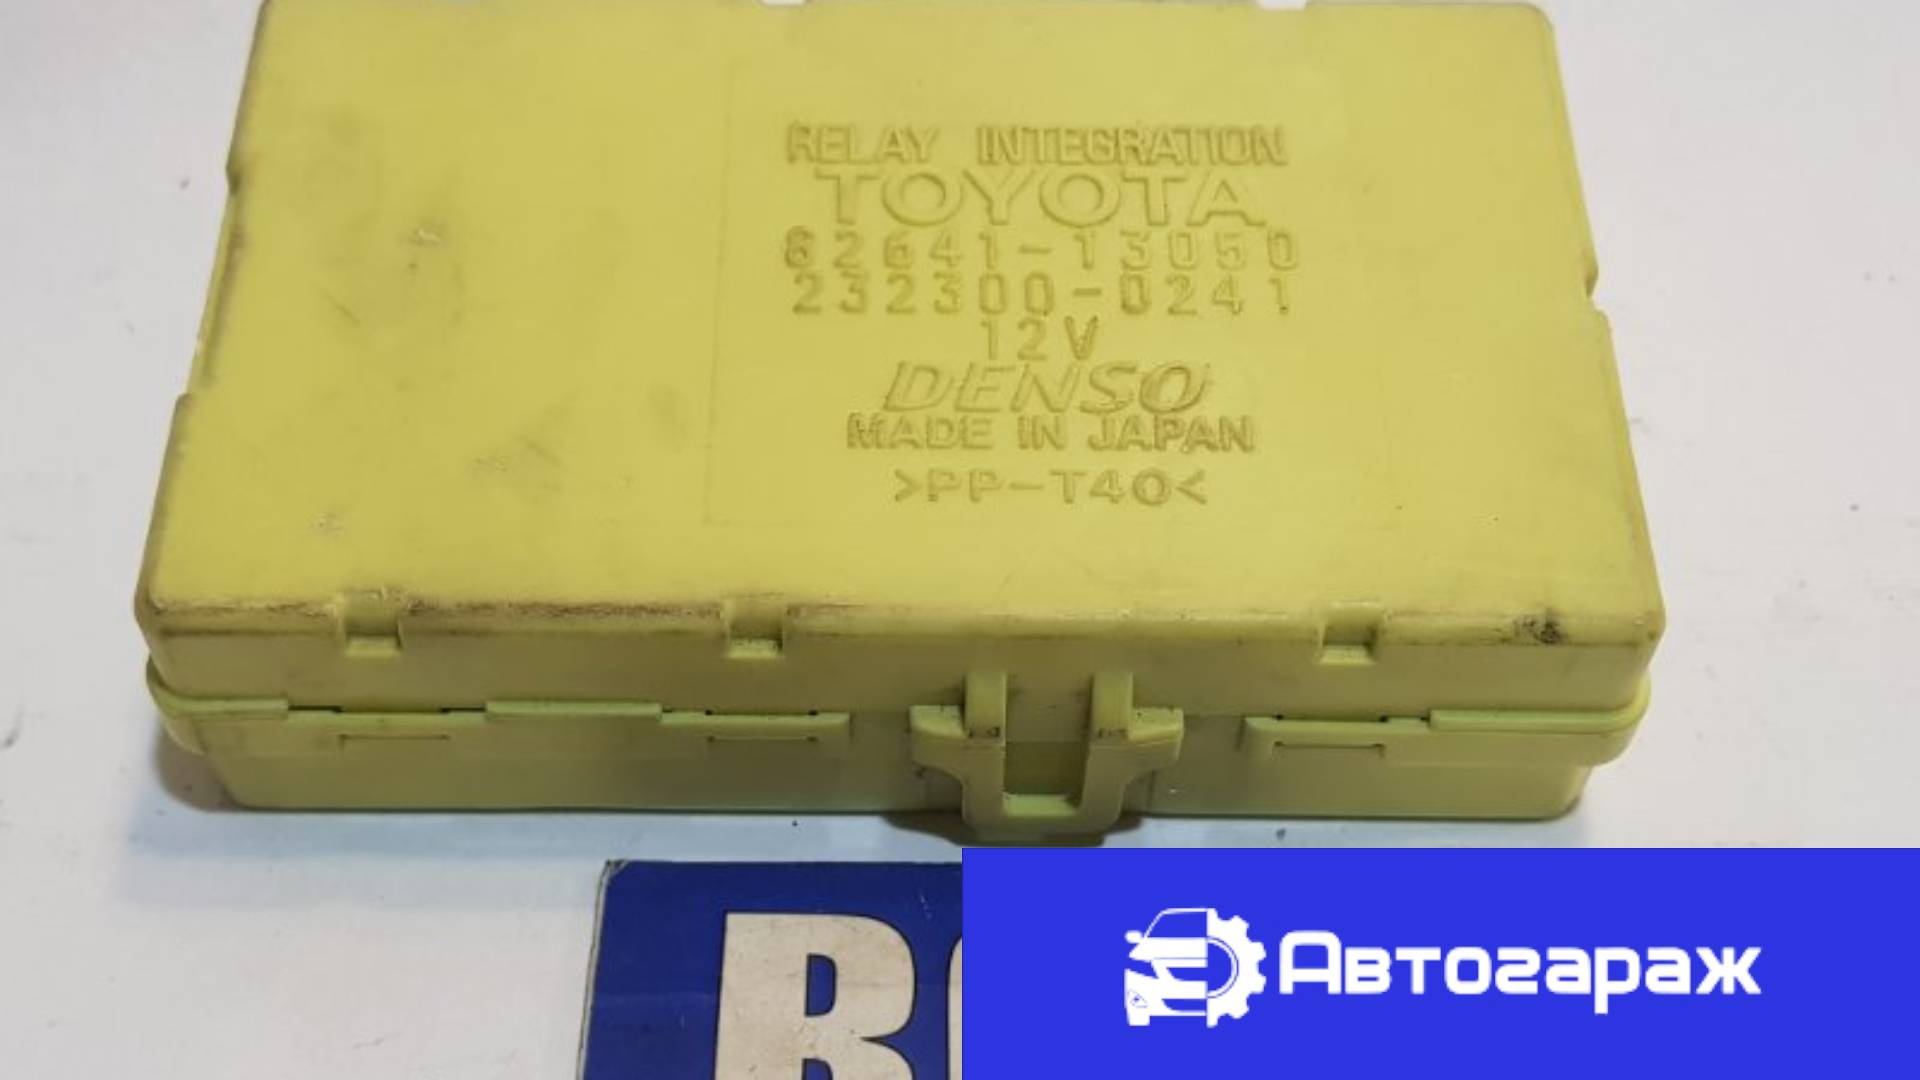 RELAY INTEGRATION
TOYOTA
82641-13050
232300-0241
12V
DENSO
MADE IN JAPAN
>PP-T40<
Автогараж